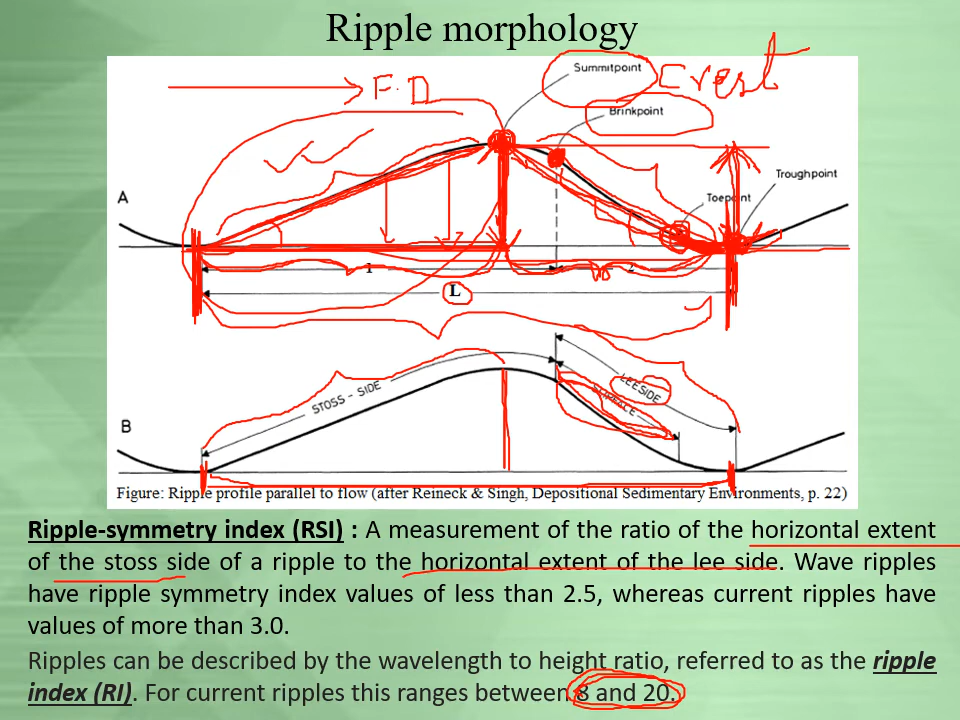 Ripple morphology
Summitpoint
Crest
F.D
Brinkpoint
Troughpoint
A
Toepoint
1
2
L
LEESIDE
STOSS - SIDE
SURFACE
B
Figure: Ripple profile parallel to flow (after Reineck & Singh, Depositional Sedimentary Environments, p. 22)
Ripple-symmetry index (RSI) : A measurement of the ratio of the horizontal extent
of the stoss side of a ripple to the horizontal extent of the lee side. Wave ripples
have ripple symmetry index values of less than 2.5, whereas current ripples have
values of more than 3.0.
Ripples can be described by the wavelength to height ratio, referred to as the ripple
index (RI). For current ripples this ranges between 8 and 20.